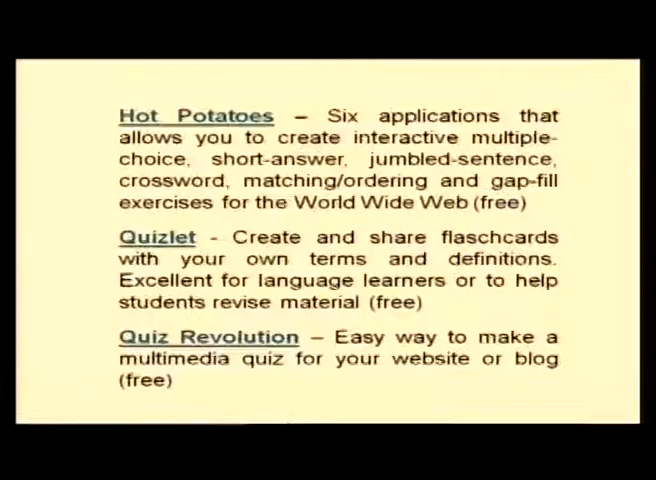 Hot Potatoes – Six applications that
allows you to create interactive multiple-
choice, short-answer, jumbled-sentence,
crossword, matching/ordering and gap-fill
exercises for the World Wide Web (free)
Quizlet - Create and share flaschcards
with your own terms and definitions.
Excellent for language learners or to help
students revise material (free)
Quiz Revolution – Easy way to make a
multimedia quiz for your website or blog
(free)